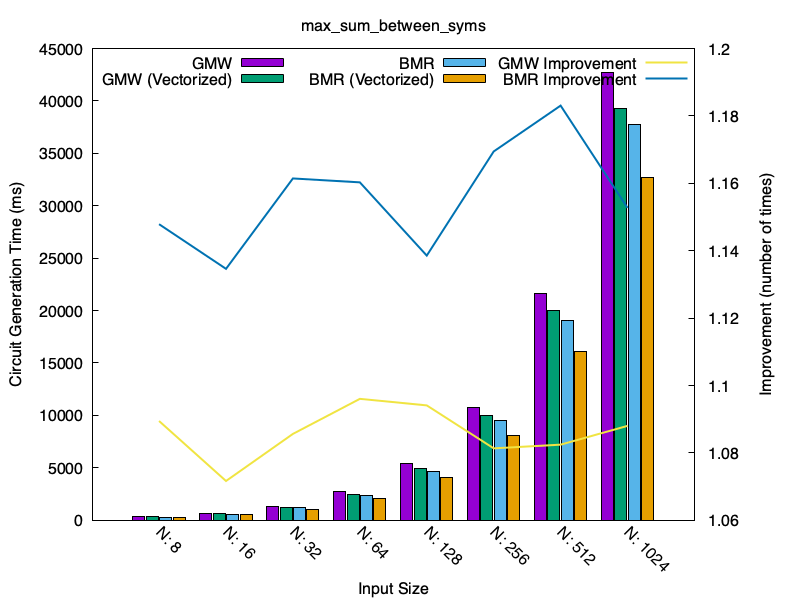 max_sum_between_syms
GMW
BMR
GMW Improvement
GMW (Vectorized)
BMR (Vectorized)
BMR Improvement
45000
40000
35000
30000
25000
20000
15000
10000
5000
0
Circuit Generation Time (ms)
1.2
1.18
1.16
1.14
1.12
1.1
1.08
1.06
Improvement (number of times)
N: 8
N: 16
N: 32
N: 64
N: 128
N: 256
N: 512
N: 1024
Input Size